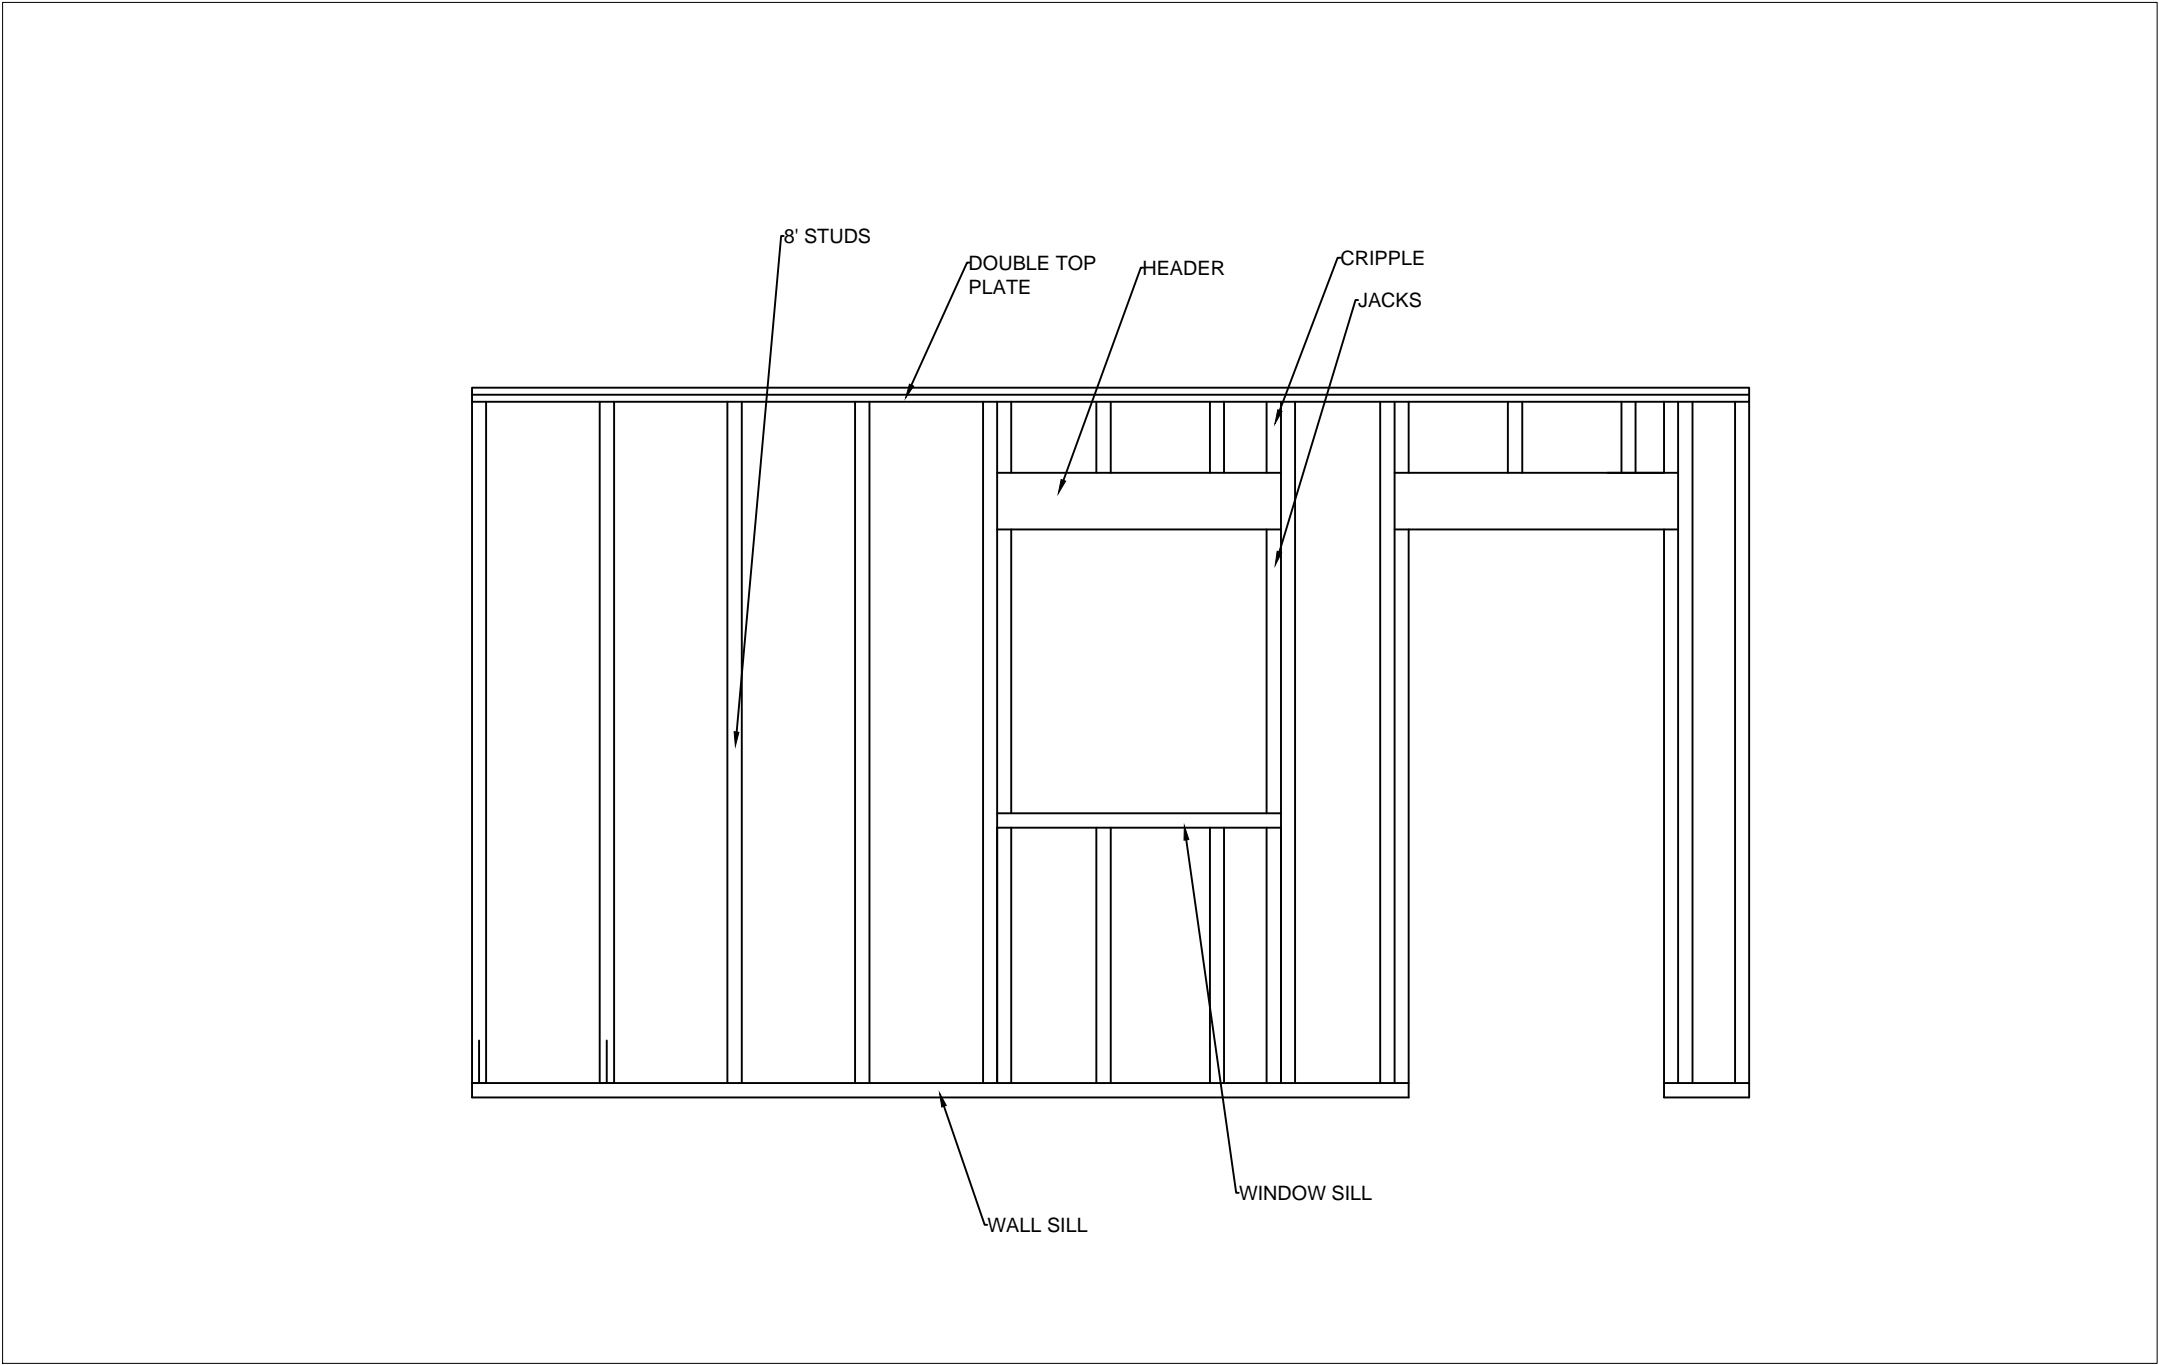 8' STUDS
DOUBLE TOP
PLATE
HEADER
CRIPPLE
JACKS
WINDOW SILL
WALL SILL